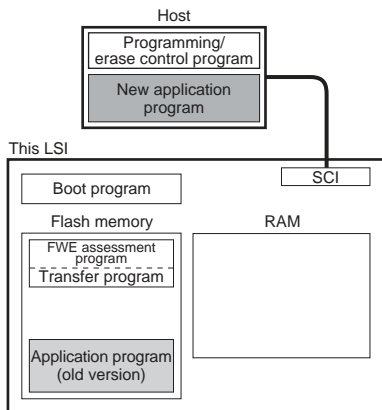 Host
Programming/
erase control program
New application
program
This LSI
SCI
Boot program
Flash memory
RAM
FWE assessment
program
Transfer program
Application program
(old version)